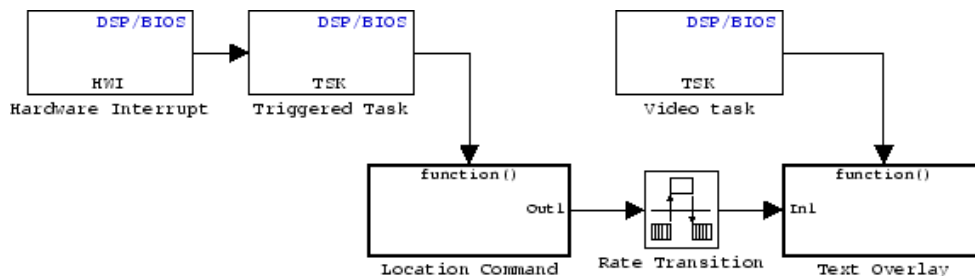 DSP/BIOS
HWI
Hardware Interrupt
DSP/BIOS
TSK
Triggered Task
DSP/BIOS
TSK
Video task
function()
Out1
Location Command
Rate Transition
function()
In1
Text Overlay